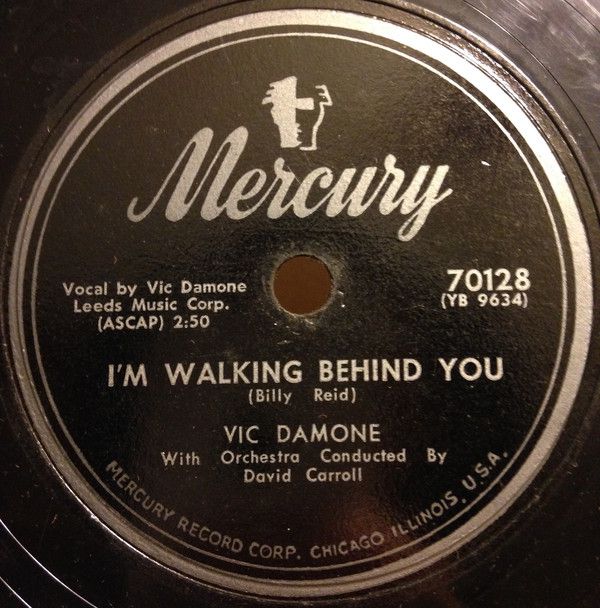 Mercury
Vocal by Vic Damone
Leeds Music Corp.
(ASCAP) 2:50
70128
(YB 9634)
I'M WALKING BEHIND YOU
(Billy Reid)
VIC DAMONE
With Orchestra Conducted By
David Carroll
MERCURY RECORD CORP. CHICAGO ILLINOIS, U.S.A.